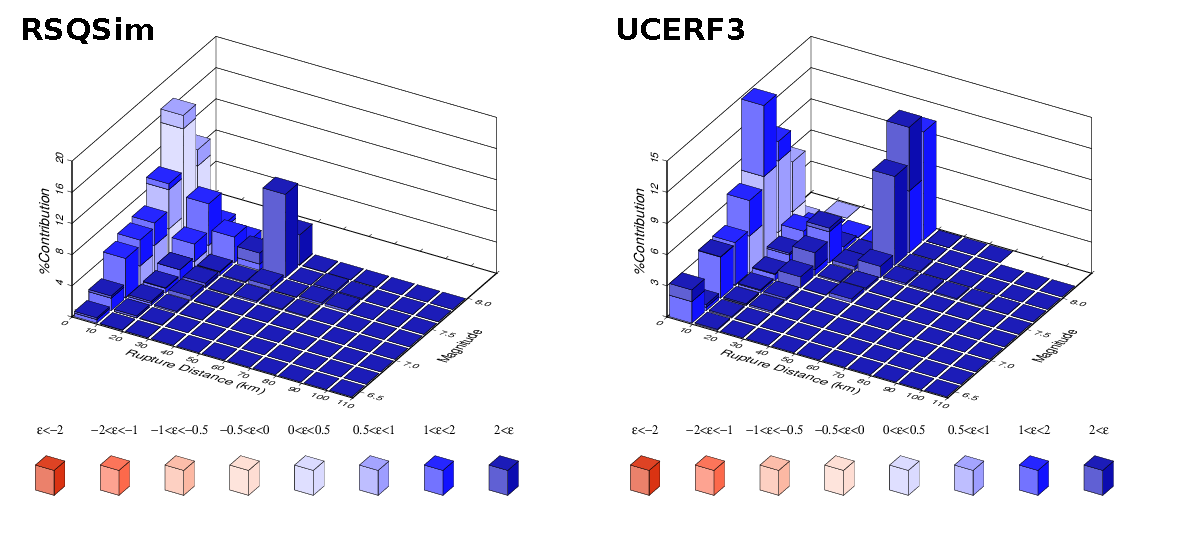 RSQSim
UCERF3
%Contribution
20
16
12
8
4
0
10
20
30
40
50
60
70
80
90
100
110
Rupture Distance (km)
6.5
7.0
7.5
8.0
Magnitude
ε<−2
−2<ε<−1
−1<ε<−0.5
−0.5<ε<0
0<ε<0.5
0.5<ε<1
1<ε<2
2<ε
%Contribution
15
12
9
6
3
0
10
20
30
40
50
60
70
80
90
100
110
Rupture Distance (km)
6.5
7.0
7.5
8.0
Magnitude
ε<−2
−2<ε<−1
−1<ε<−0.5
−0.5<ε<0
0<ε<0.5
0.5<ε<1
1<ε<2
2<ε